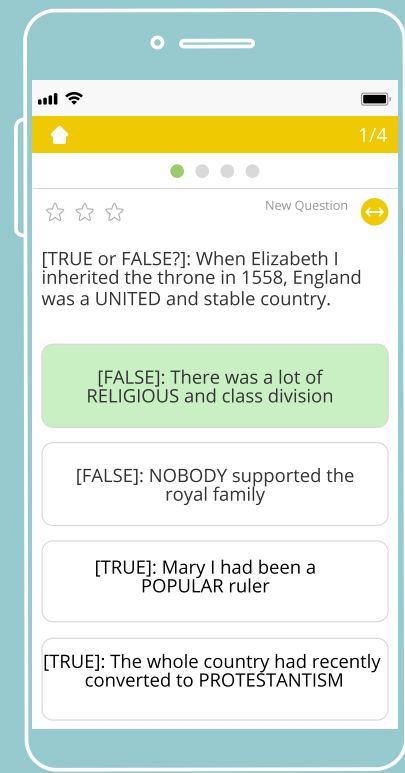 1/4
New Question
[TRUE or FALSE?]: When Elizabeth I
inherited the throne in 1558, England
was a UNITED and stable country.
[FALSE]: There was a lot of
RELIGIOUS and class division
[FALSE]: NOBODY supported the
royal family
[TRUE]: Mary I had been a
POPULAR ruler
[TRUE]: The whole country had recently
converted to PROTESTANTISM